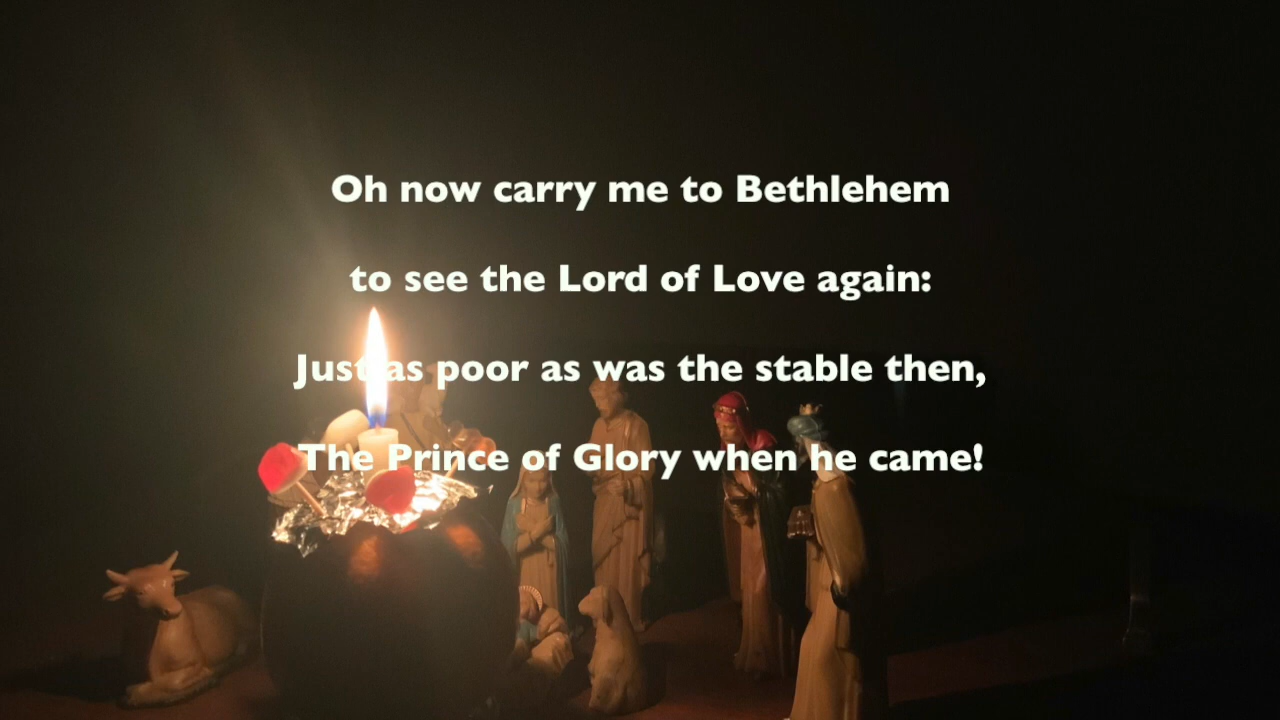 Oh now carry me to Bethlehem
to see the Lord of Love again:
Just as poor as was the stable then,
The Prince of Glory when he came!